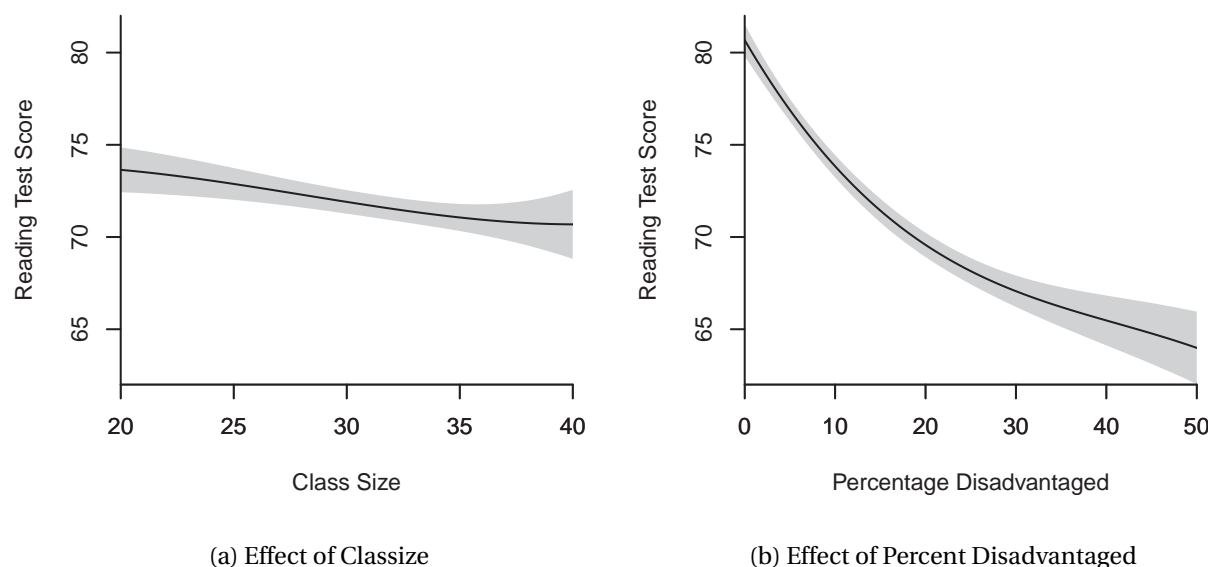 80
75
70
65
Reading Test Score
20 25 30 35 40
Class Size
(a) Effect of Classize
80
75
70
65
Reading Test Score
0 10 20 30 40 50
Percentage Disadvantaged
(b) Effect of Percent Disadvantaged